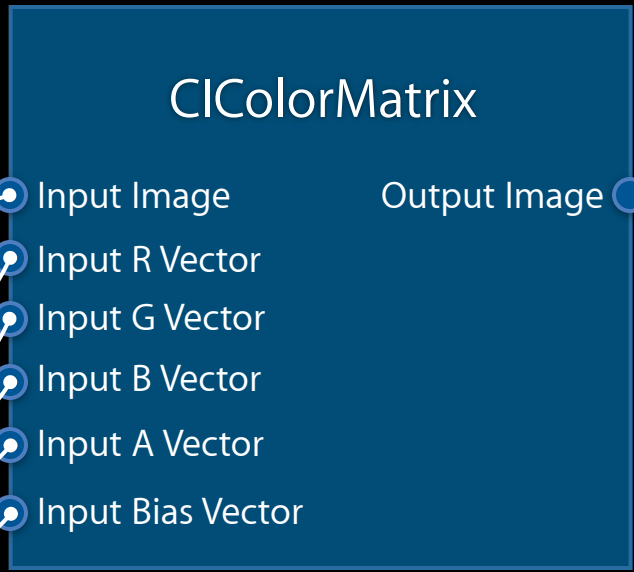 CIColorMatrix
Input Image Output Image
Input R Vector
Input G Vector
Input B Vector
Input A Vector
Input Bias Vector